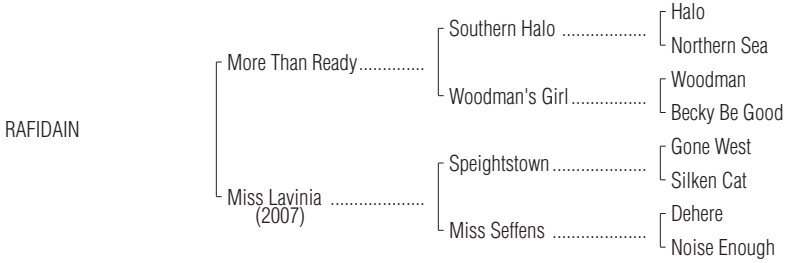 Halo
Southern Halo ..................
Northern Sea
More Than Ready..............
Woodman
Woodman's Girl................
Becky Be Good
RAFIDAIN
Gone West
Speightstown....................
Silken Cat
Miss Lavinia ....................
(2007)
Dehere
Miss Seffens ....................
Noise Enough